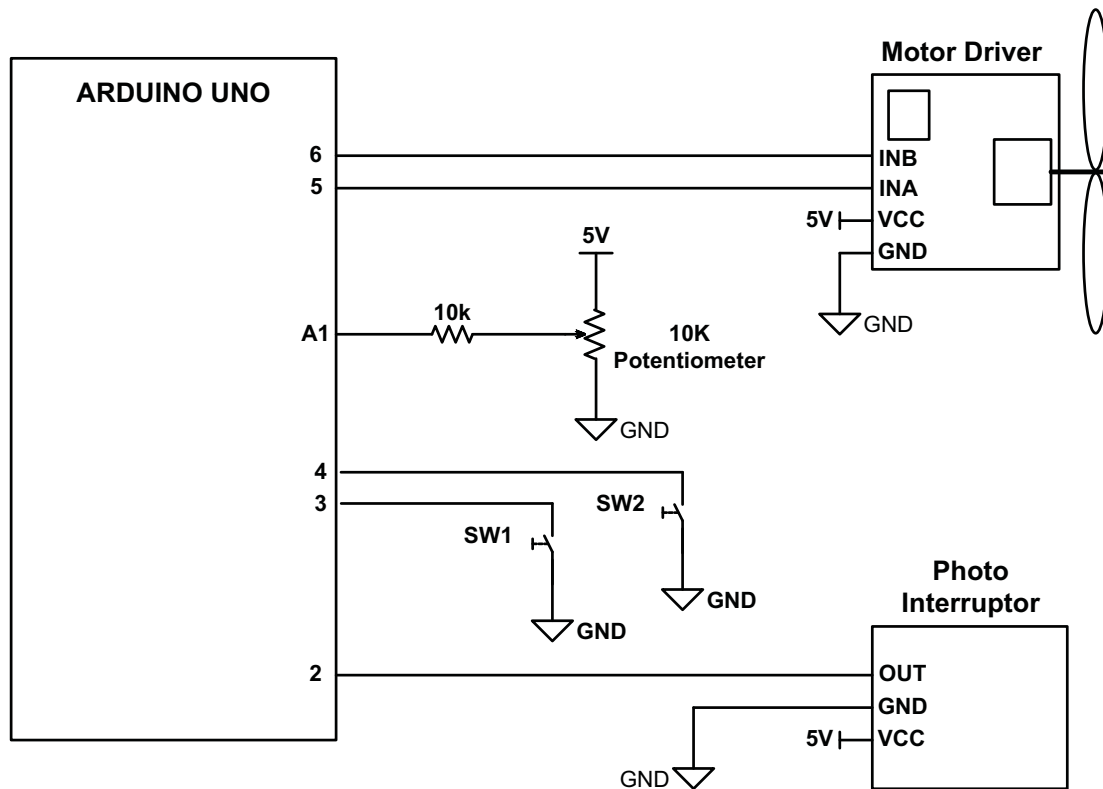 ARDUINO UNO
6
5
A1
4
3
2
Motor Driver
INB
INA
5V VCC
GND
GND
5V
10k
10K
Potentiometer
GND
SW2
SW1
GND
GND
Photo
Interruptor
OUT
GND
5V VCC
GND